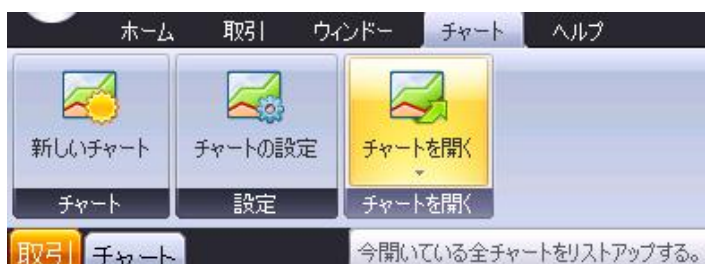 ホーム 取引 ウィンドー チャート ヘルプ
新しいチャート チャートの設定 チャートを開く
チャート 設定 チャートを開く
取引 チャート 今開いている全チャートをリストアップする。